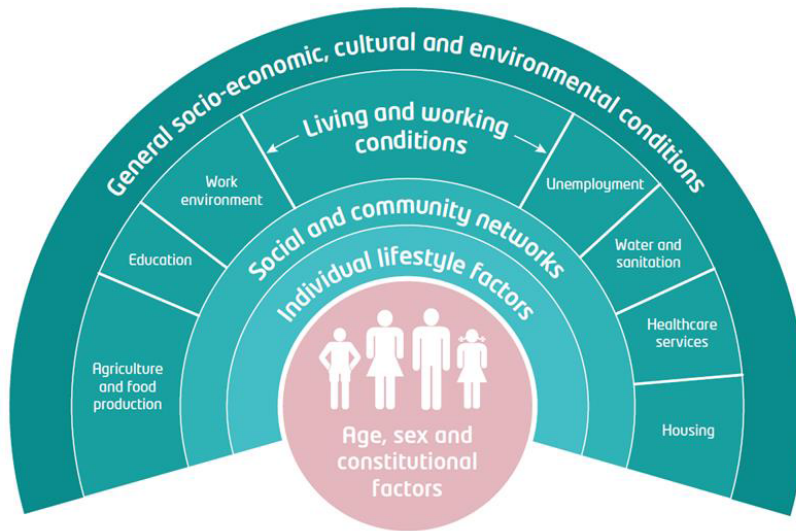 General socio-economic, cultural and environmental conditions
Living and working
conditions
Work
environment
Unemployment
Education
Water and
sanitation
Agriculture
and food
production
Healthcare
services
Housing
Social and community networks
Individual lifestyle factors
Age, sex and
constitutional
factors